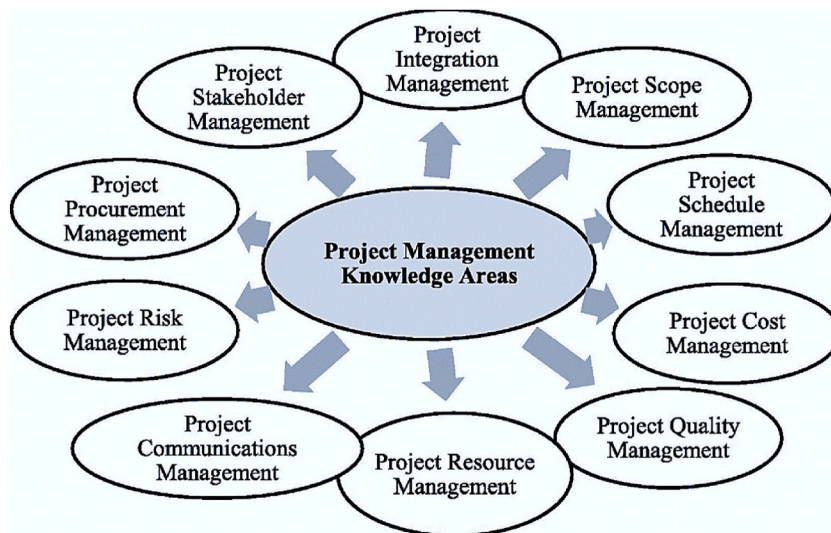 Project
Integration
Management
Project Scope
Management
Project
Schedule
Management
Project Cost
Management
Project Quality
Management
Project Resource
Management
Project
Communications
Management
Project Risk
Management
Project
Procurement
Management
Project
Stakeholder
Management
Project Management
Knowledge Areas